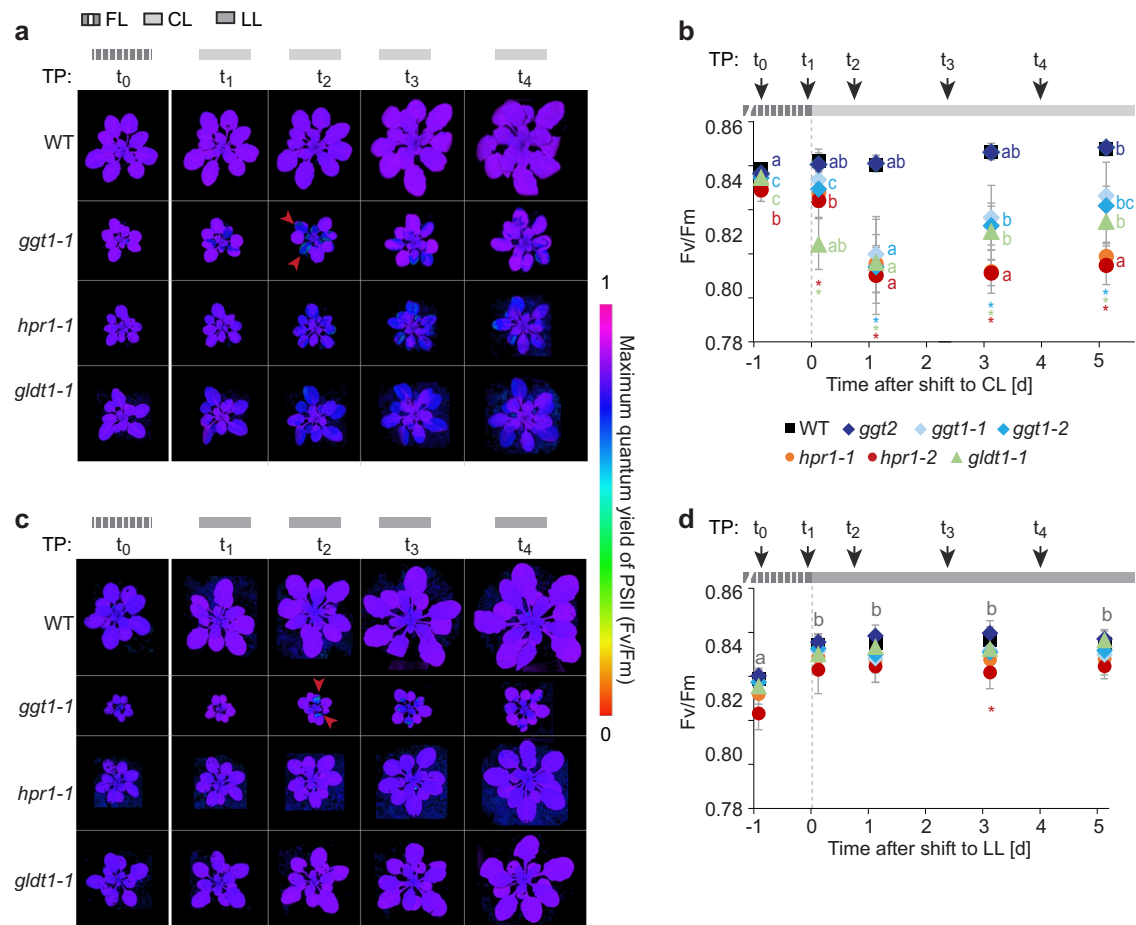 FL CL LL
a
TP: t0 t1 t2 t3 t4
WT
ggt1-1
hpr1-1
gldt1-1
1
Maximum quantum yield of PSII (Fv/Fm)
0
b
TP: t0 t1 t2 t3 t4
0.86
0.84
0.82
0.80
0.78
Fv/Fm
a
c
c
b
ab
c
b
ab
* *
ab
a
a
a
* * *
ab
b
b
a
* * *
b
bc
b
a
* * *
-1 0 1 2 3 4 5
Time after shift to CL [d]
WT ggt2 ggt1-1 ggt1-2
hpr1-1 hpr1-2 gldt1-1
c
TP: t0 t1 t2 t3 t4
WT
ggt1-1
hpr1-1
gldt1-1
d
TP: t0 t1 t2 t3 t4
0.86
0.84
0.82
0.80
0.78
Fv/Fm
a b b b b
*
-1 0 1 2 3 4 5
Time after shift to LL [d]